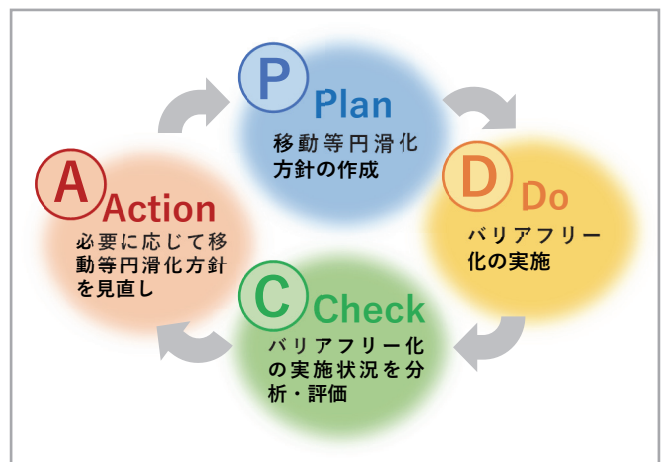 P
Plan
移動等円滑化
方針の作成
D
Do
バリアフリー
化の実施
C
Check
バリアフリー化
の実施状況を分
析・評価
A
Action
必要に応じて移
動等円滑化方針
を見直し